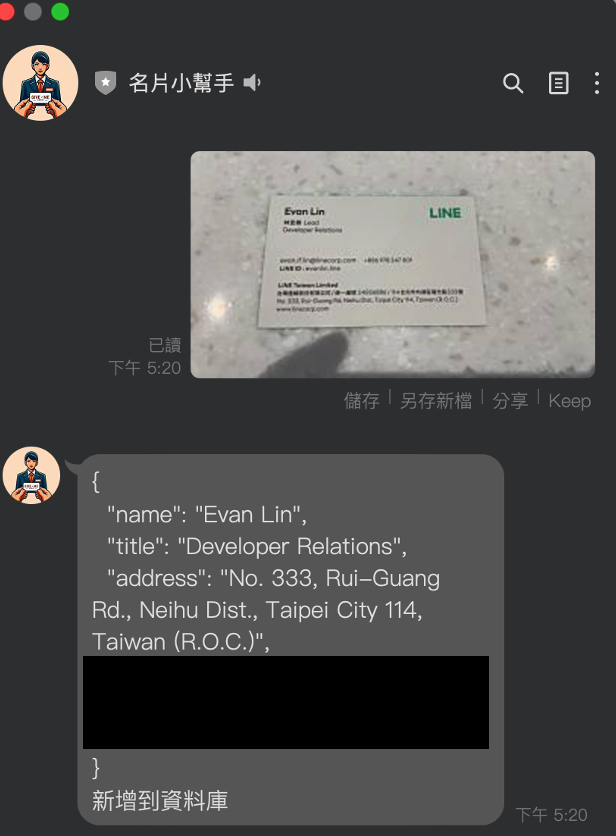 名片小幫手
Evan Lin
LINE
Lead
Developer Relations
LINE ID : evanlin.line
LINE Taiwan Limited
No. 333, Rui-Guang Rd., Neihu Dist., Taipei City 114, Taiwan (R.O.C.)
www.linecorp.com
已讀
下午 5:20
儲存 | 另存新檔 | 分享 | Keep
{
"name": "Evan Lin",
"title": "Developer Relations",
"address": "No. 333, Rui-Guang
Rd., Neihu Dist., Taipei City 114,
Taiwan (R.O.C.)",
}
新增到資料庫
下午 5:20